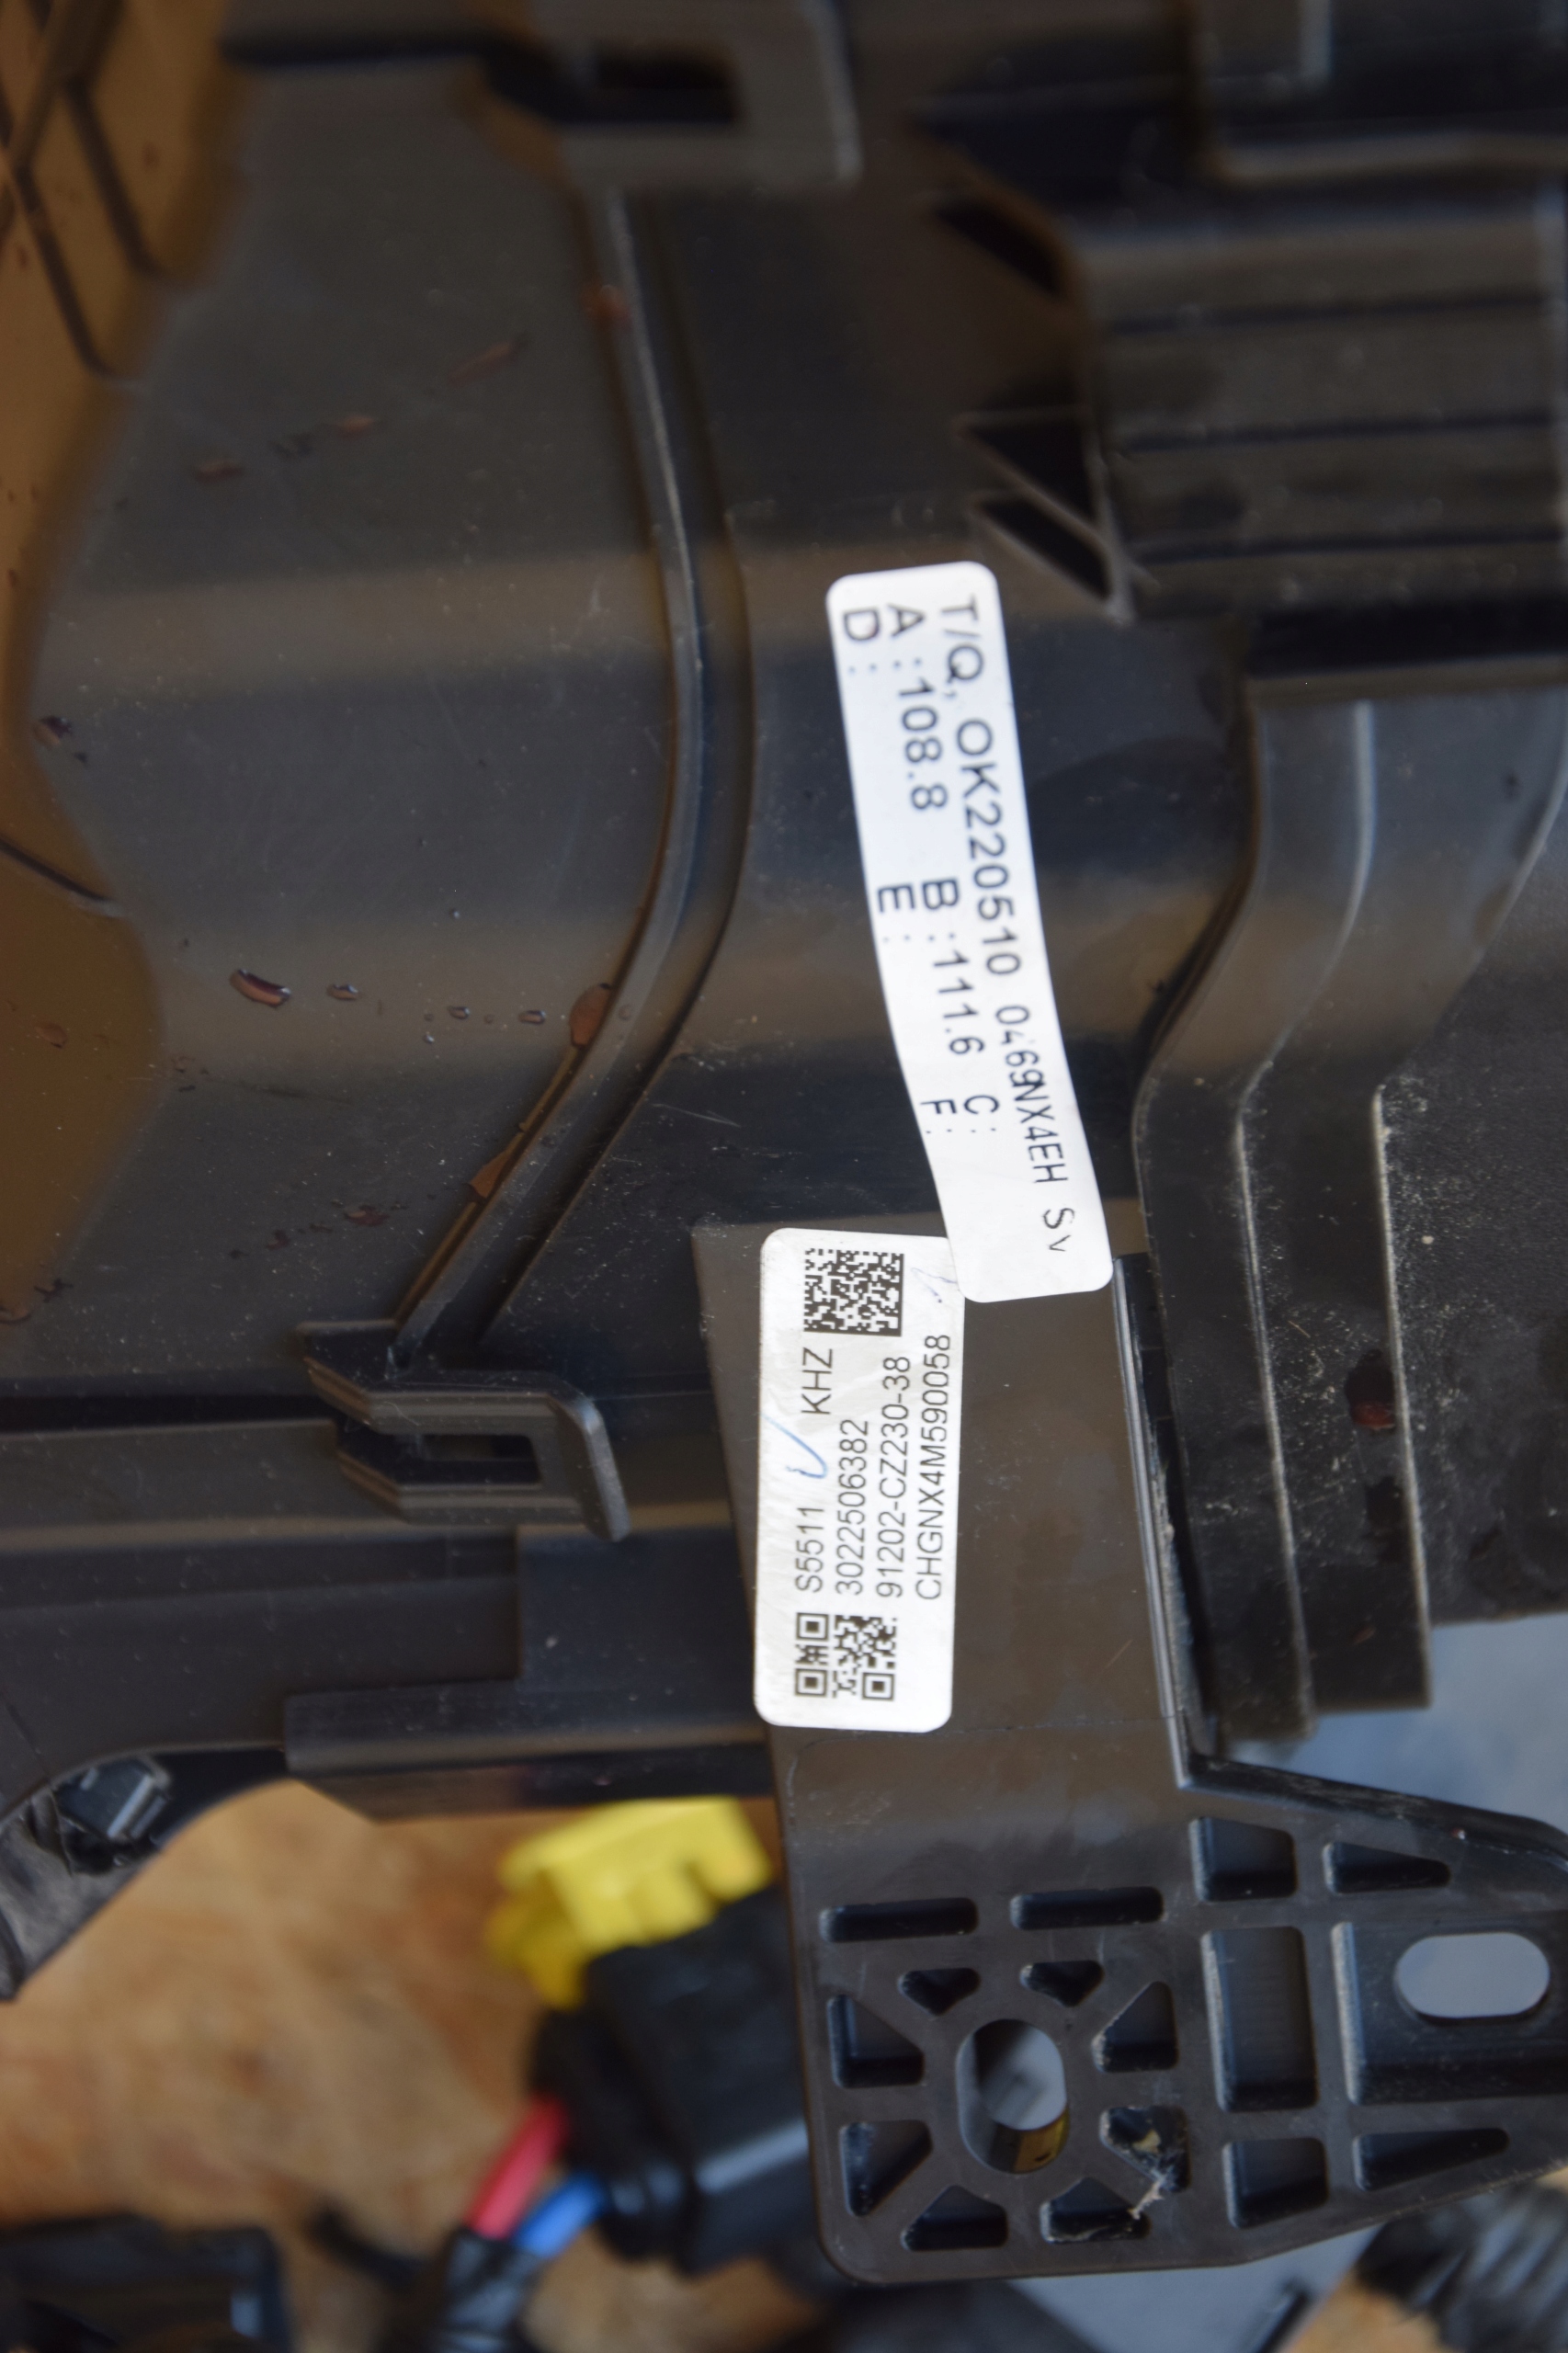 T/Q, OK220510 0469NX4EH Sv
A :108.8 B :111.6 C :
D : E : F :
S5511 KHZ
3022506382
91202-CZ230-38
CHGNX4M590058